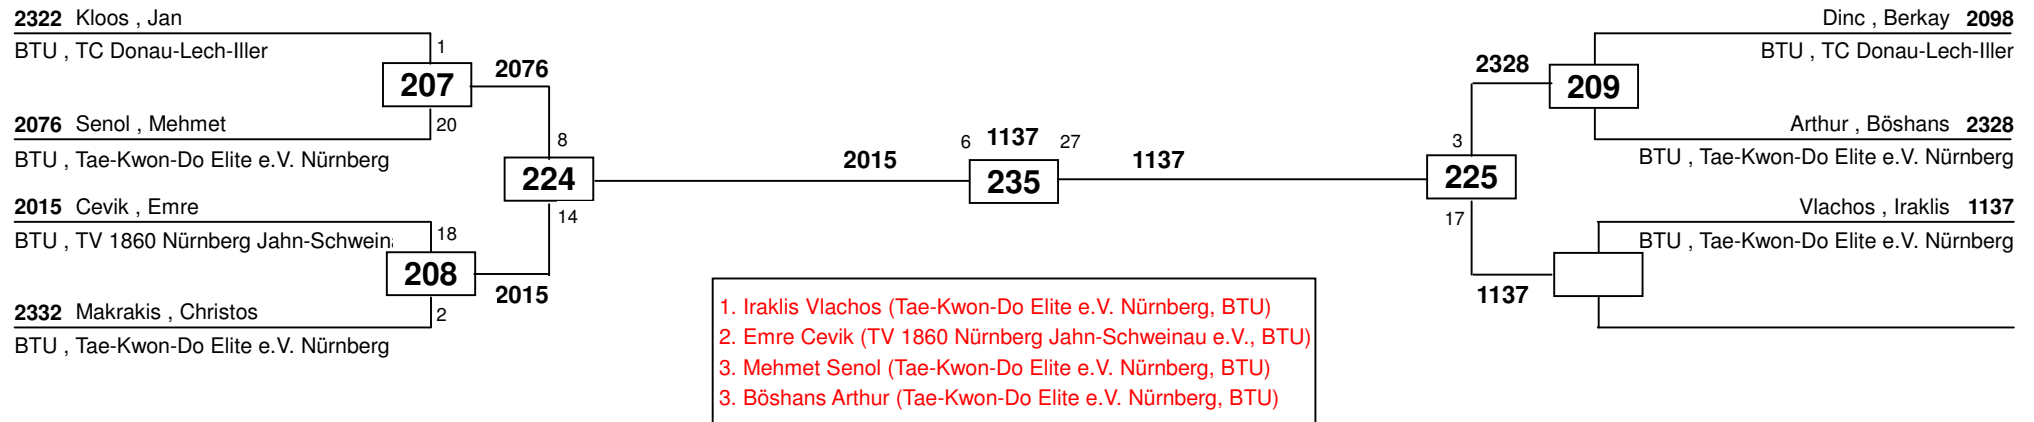 2322 Kloos , Jan
BTU , TC Donau-Lech-Iller
1
207
2076
20
2076 Senol , Mehmet
BTU , Tae-Kwon-Do Elite e.V. Nürnberg
8
224
2015
14
2015 Cevik , Emre
BTU , TV 1860 Nürnberg Jahn-Schwein
18
208
2015
2
2332 Makrakis , Christos
BTU , Tae-Kwon-Do Elite e.V. Nürnberg
6 1137 27
235
1137
Dinc , Berkay 2098
BTU , TC Donau-Lech-Iller
2328
209
Arthur , Böshans 2328
BTU , Tae-Kwon-Do Elite e.V. Nürnberg
3
225
17
Vlachos , Iraklis 1137
BTU , Tae-Kwon-Do Elite e.V. Nürnberg
1137
1. Iraklis Vlachos (Tae-Kwon-Do Elite e.V. Nürnberg, BTU)
2. Emre Cevik (TV 1860 Nürnberg Jahn-Schweinau e.V., BTU)
3. Mehmet Senol (Tae-Kwon-Do Elite e.V. Nürnberg, BTU)
3. Böshans Arthur (Tae-Kwon-Do Elite e.V. Nürnberg, BTU)